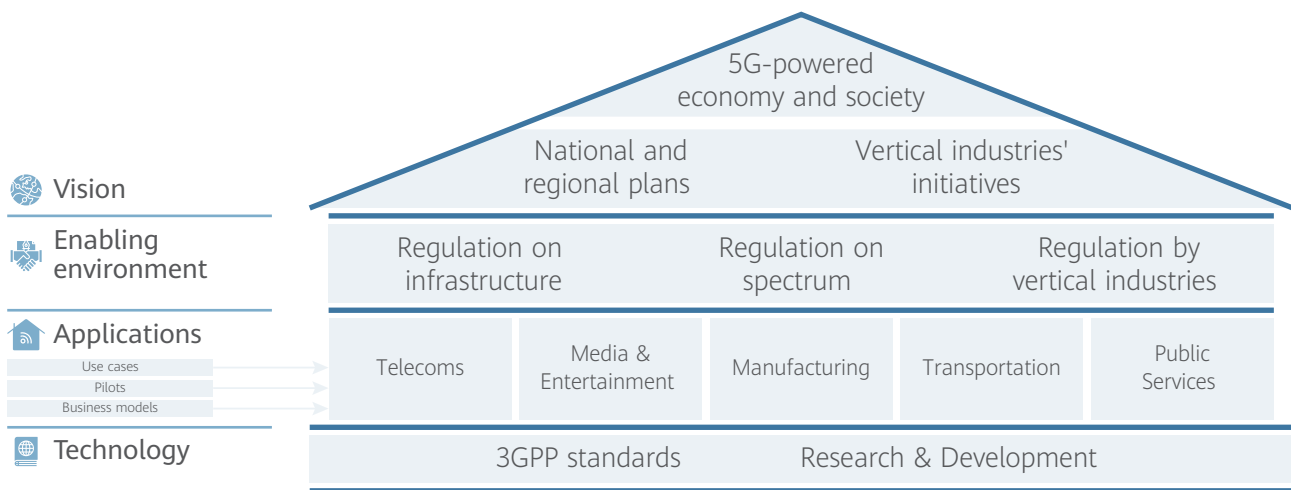 5G-powered
economy and society
National and
regional plans
Vertical industries'
initiatives
Vision
Enabling
environment
Regulation on
infrastructure
Regulation on
spectrum
Regulation by
vertical industries
Applications
Use cases
Pilots
Business models
Telecoms
Media &
Entertainment
Manufacturing
Transportation
Public
Services
Technology
3GPP standards
Research & Development